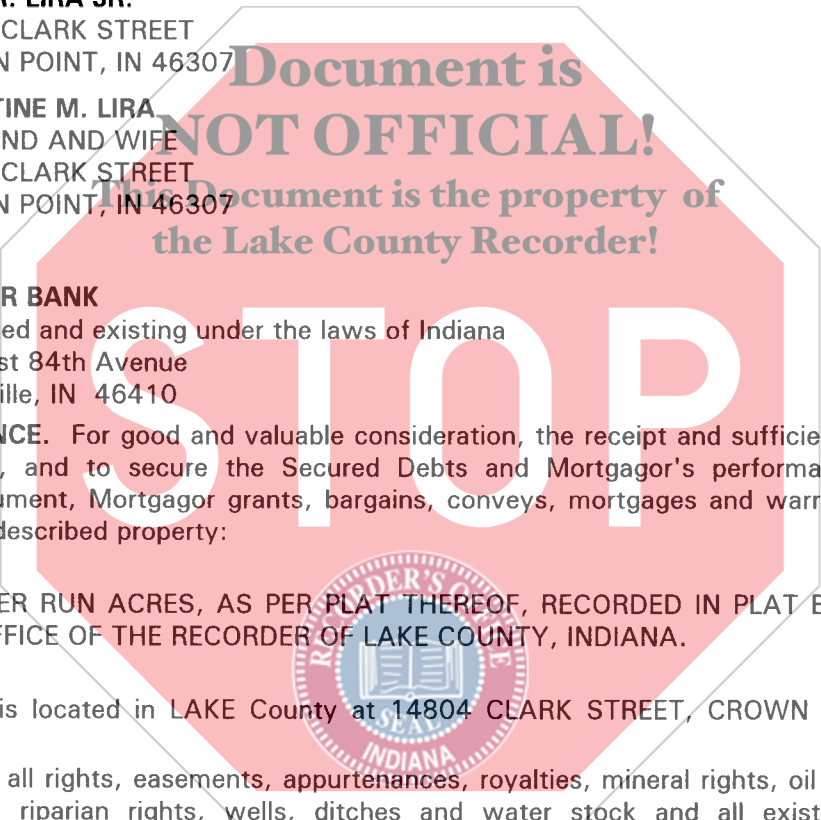 R. LIRA SR.
CLARK STREET
N POINT, IN 46307
Document is
TINE M. LIRA
ND AND WIFE
NOT OFFICIAL!
CLARK STREET
This Document is the property of
N POINT, IN 46307
the Lake County Recorder!
R BANK
ed and existing under the laws of Indiana
st 84th Avenue
ille, IN 46410
STOP
NCE. For good and valuable consideration, the receipt and sufficie
, and to secure the Secured Debts and Mortgagor's performa
ument, Mortgagor grants, bargains, conveys, mortgages and warr
described property:
ER RUN ACRES, AS PER PLAT THEREOF, RECORDED IN PLAT B
FFICE OF THE RECORDER OF LAKE COUNTY, INDIANA.
RECORDER'S OFFICE
SEAL
INDIANA
is located in LAKE County at 14804 CLARK STREET, CROWN
all rights, easements, appurtenances, royalties, mineral rights, oil
riparian rights, wells, ditches and water stock and all exist